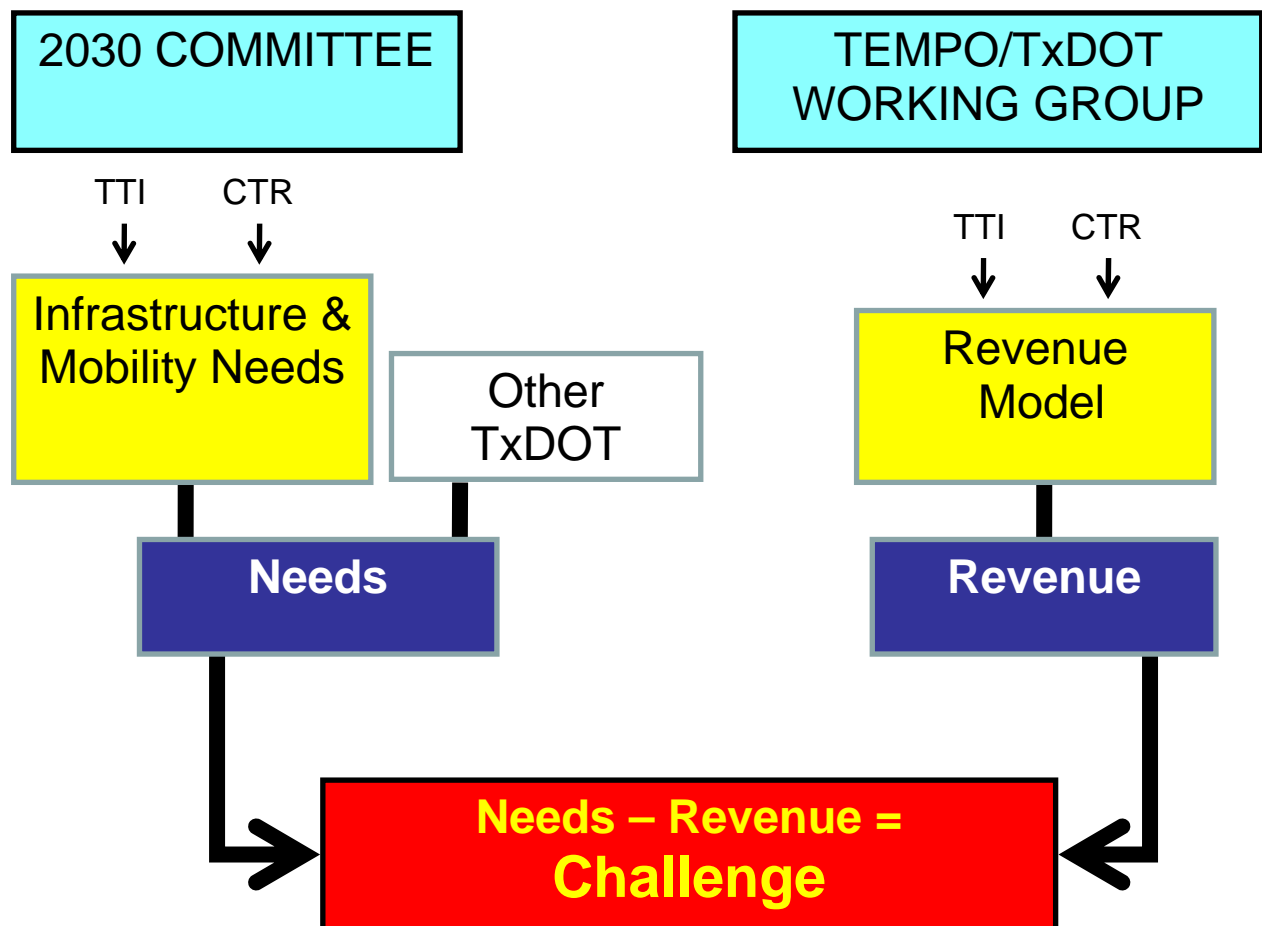 2030 COMMITTEE
TEMPO/TxDOT
WORKING GROUP
TTI CTR
TTI CTR
Infrastructure &
Mobility Needs
Other
TxDOT
Revenue
Model
Needs
Revenue
Needs – Revenue =
Challenge